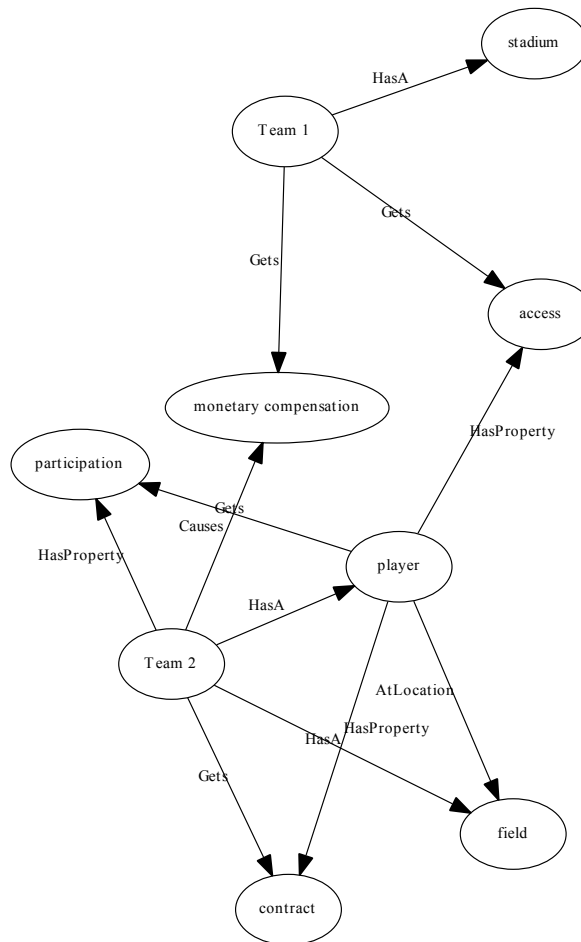 stadium
HasA
Team 1
Gets
Gets
access
monetary compensation
HasProperty
participation
Gets
Causes
HasProperty
player
HasA
Team 2
AtLocation
HasProperty
HasA
Gets
field
contract